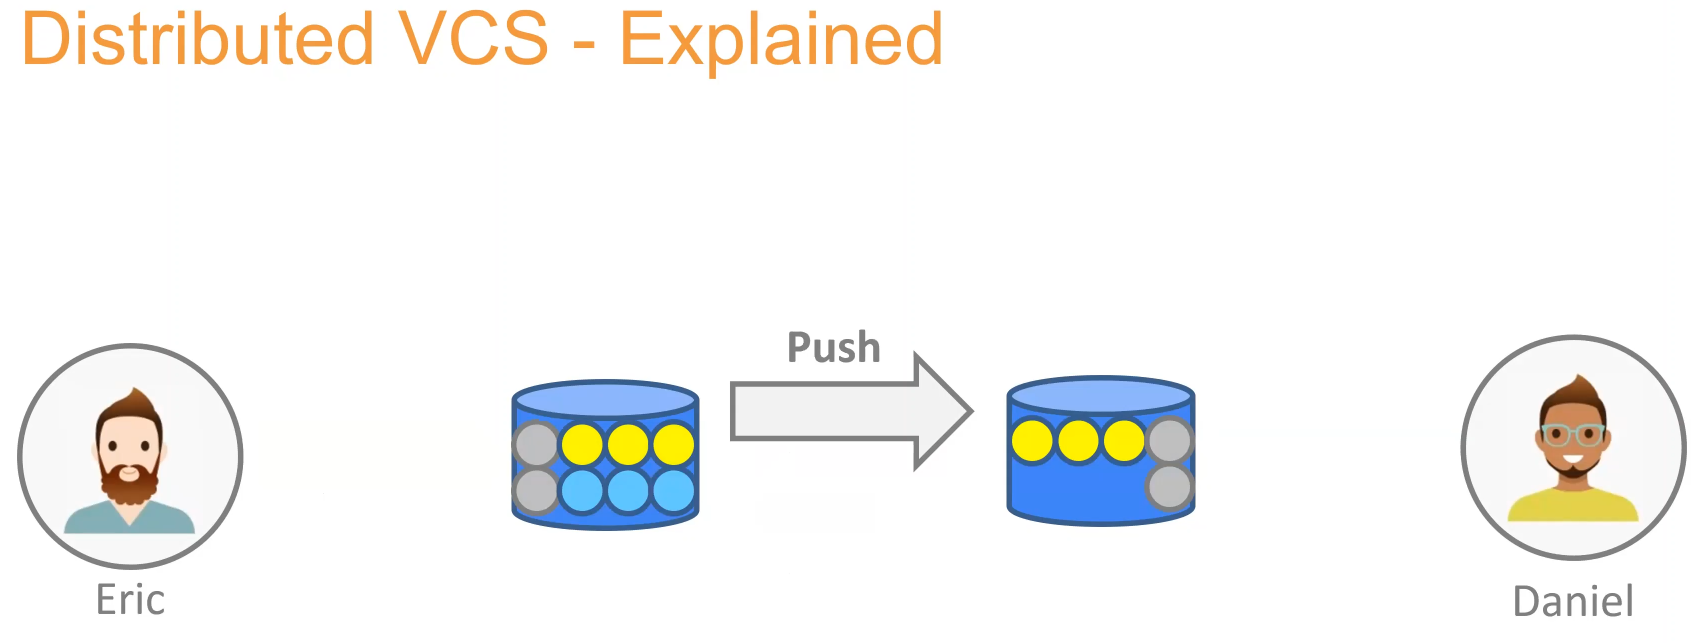 Distributed VCS - Explained
Push
Eric
Daniel